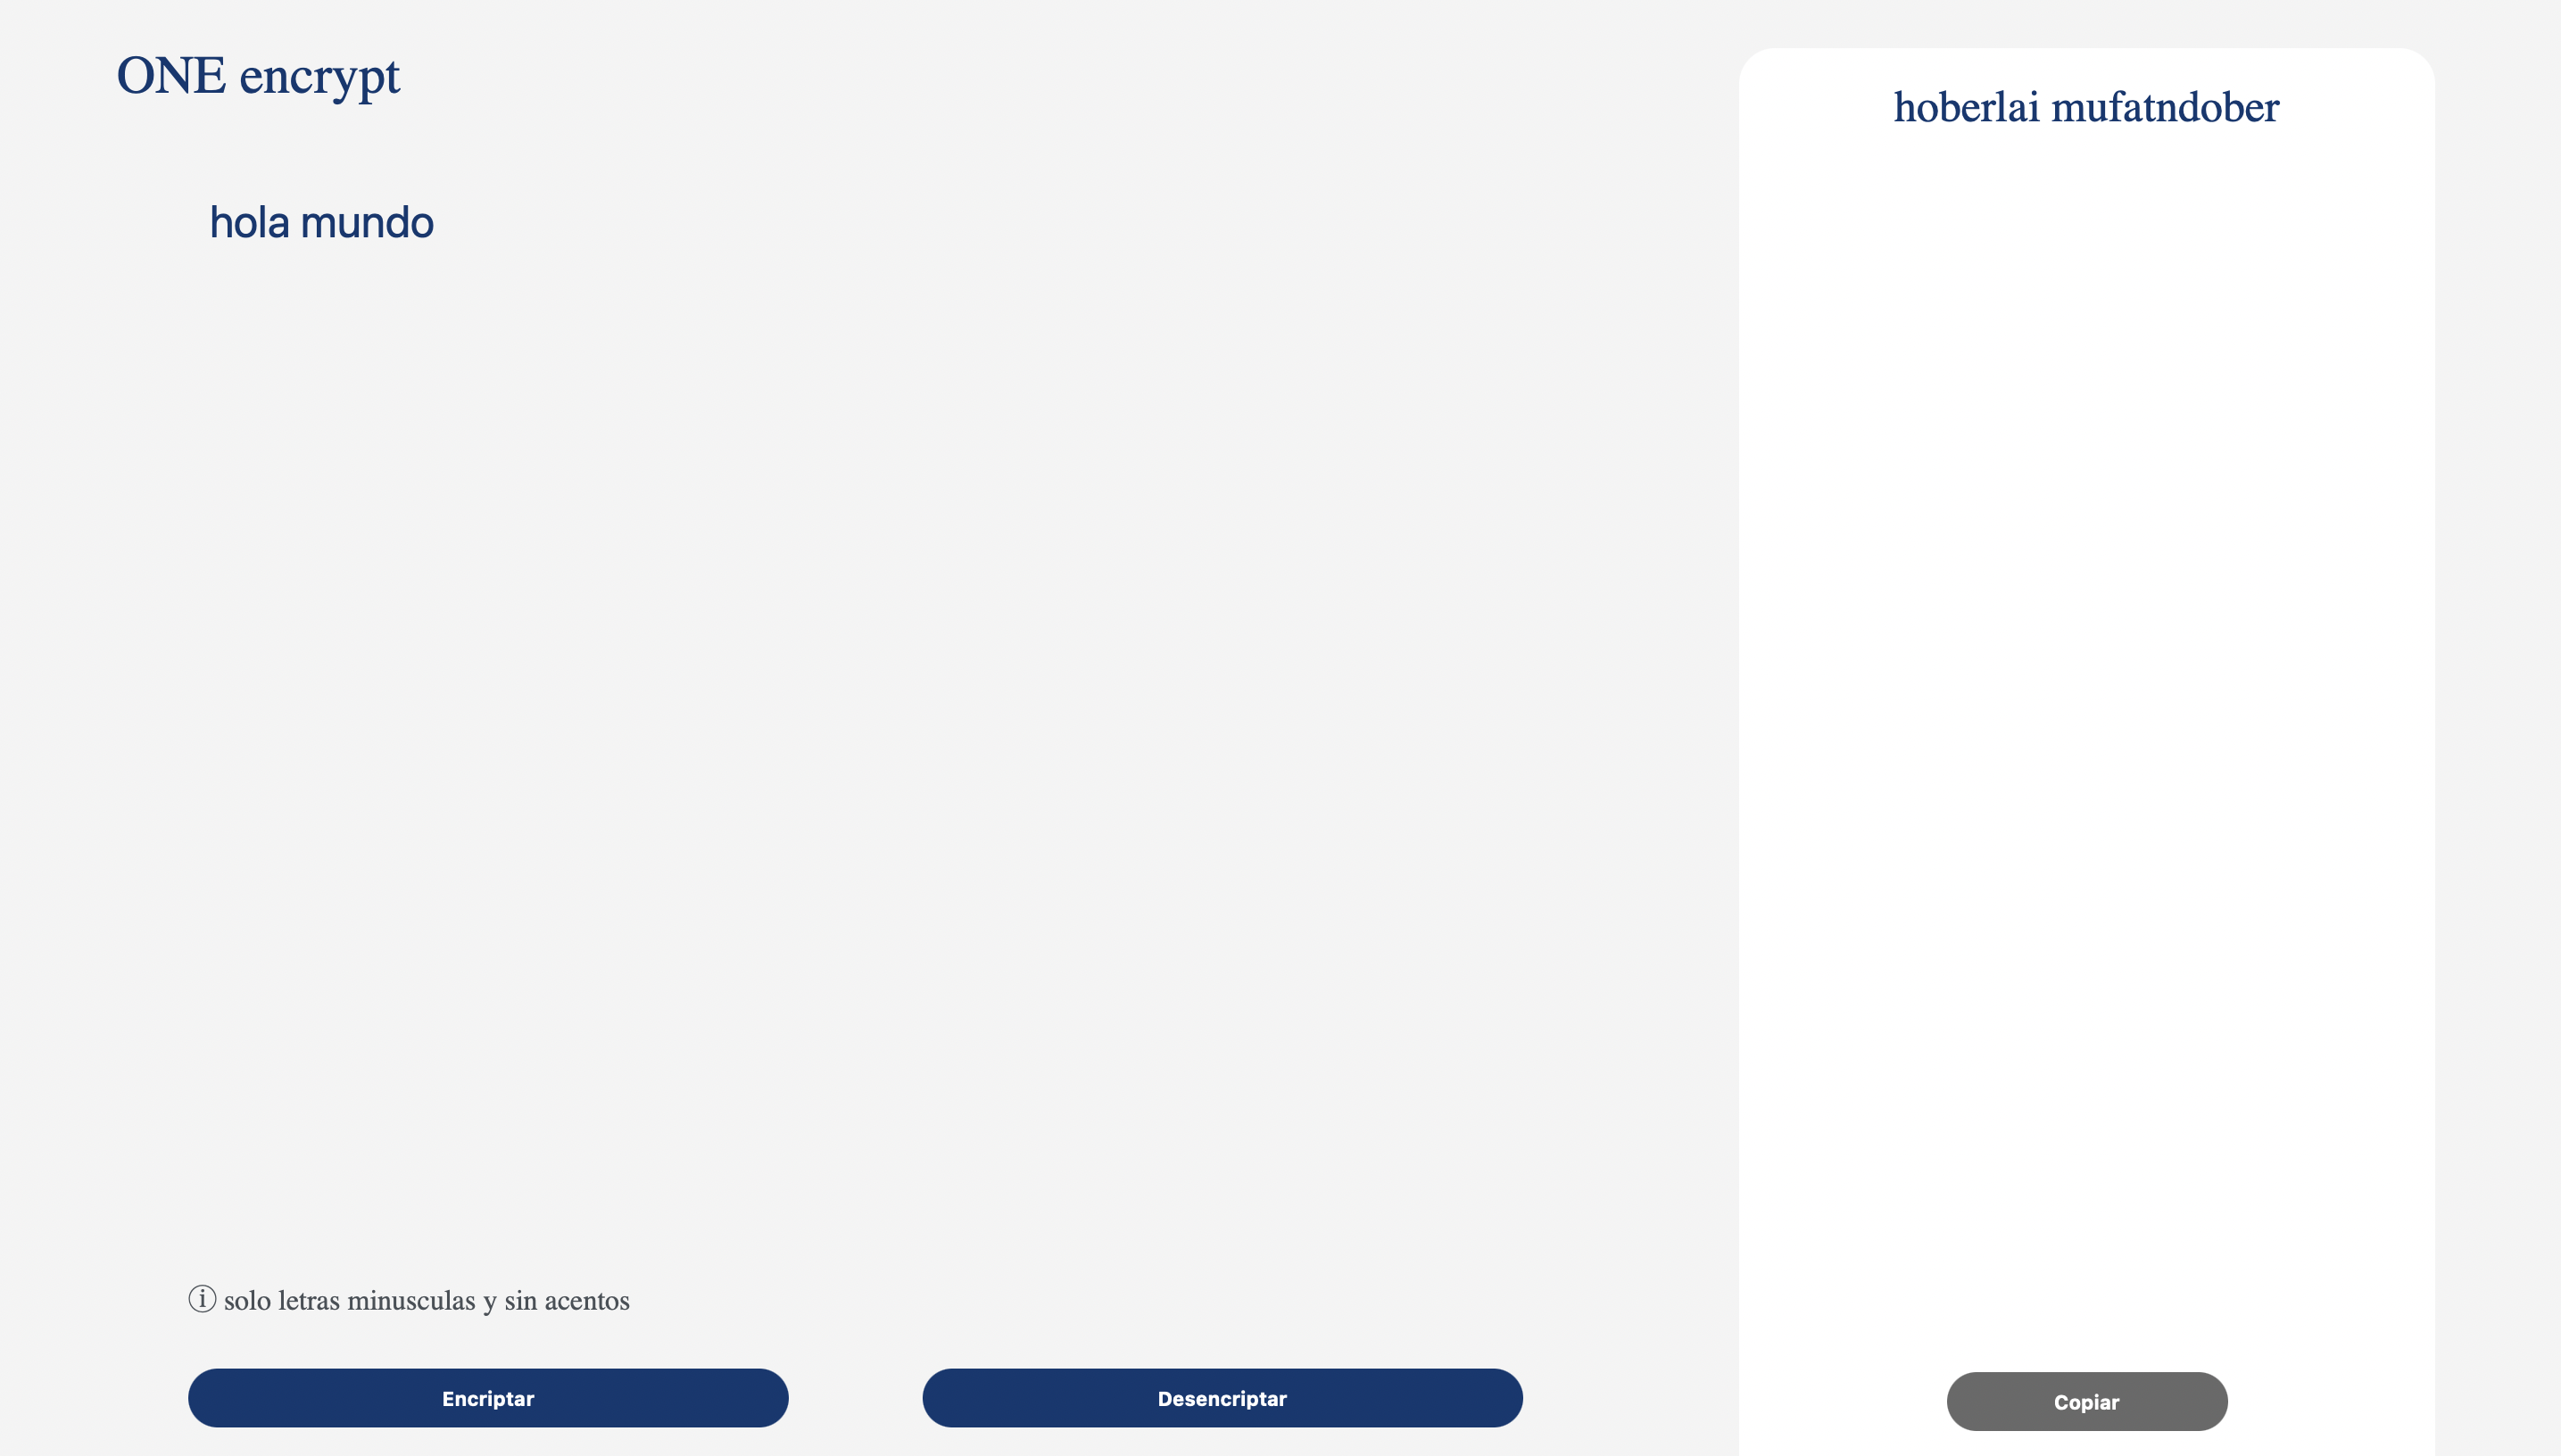 ONE encrypt
hola mundo
ⓘ solo letras minusculas y sin acentos
Encriptar
Desencriptar
hoberlai mufatndober
Copiar